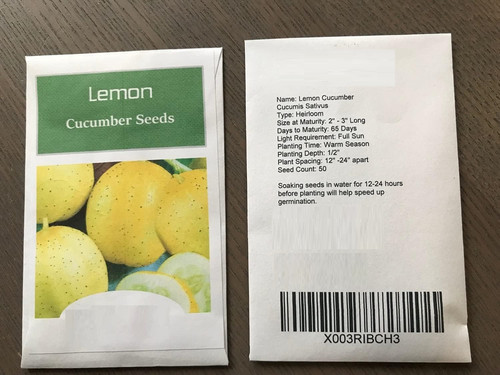 Lemon
Cucumber Seeds
Name: Lemon Cucumber
Cucumis Sativus
Type: Heirloom
Size at Maturity: 2" - 3" Long
Days to Maturity: 65 Days
Light Requirement: Full Sun
Planting Time: Warm Season
Planting Depth: 1/2"
Plant Spacing: 12" -24" apart
Seed Count: 50
Soaking seeds in water for 12-24 hours
before planting will help speed up
germination.
X003RIBCH3